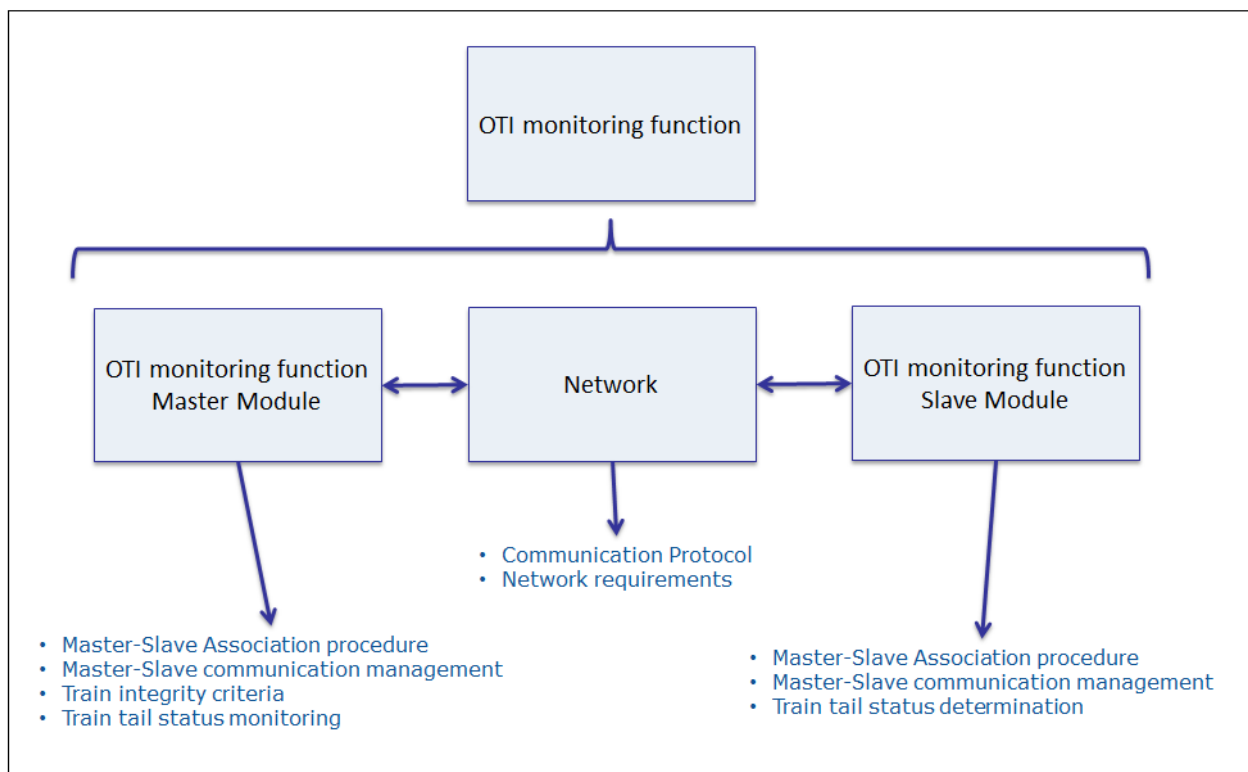 OTI monitoring function
OTI monitoring function
Master Module
Network
OTI monitoring function
Slave Module
• Communication Protocol
• Network requirements
• Master-Slave Association procedure
• Master-Slave communication management
• Train integrity criteria
• Train tail status monitoring
• Master-Slave Association procedure
• Master-Slave communication management
• Train tail status determination